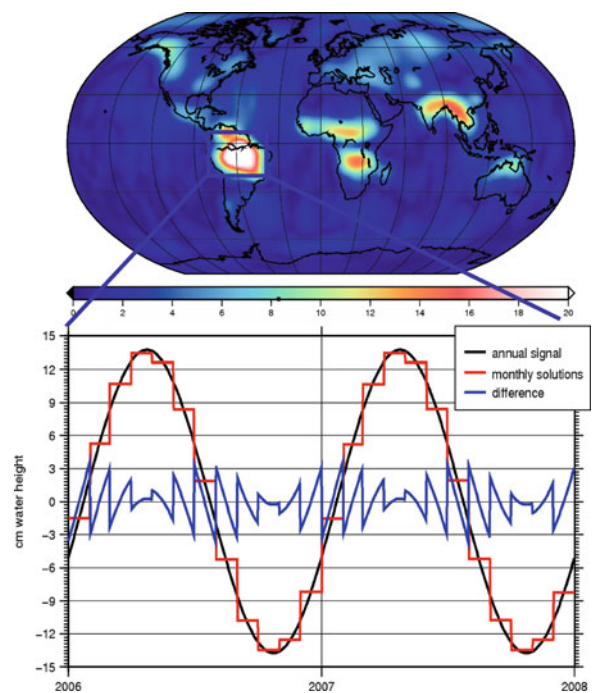 0 2 4 6 8 10 12 14 16 18 20
15
12
9
6
3
0
−3
−6
−9
−12
−15
cm water height
annual signal
monthly solutions
difference
2006 2007 2008